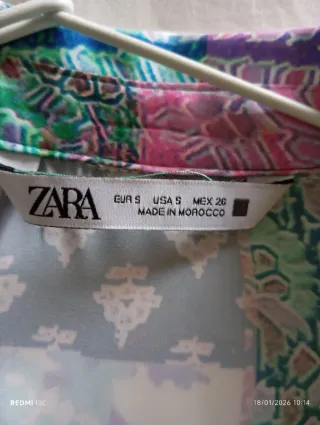 ZARA
EUR S USA S MEX 26
MADE IN MOROCCO
REDMI 13C
18/01/2026 10:14